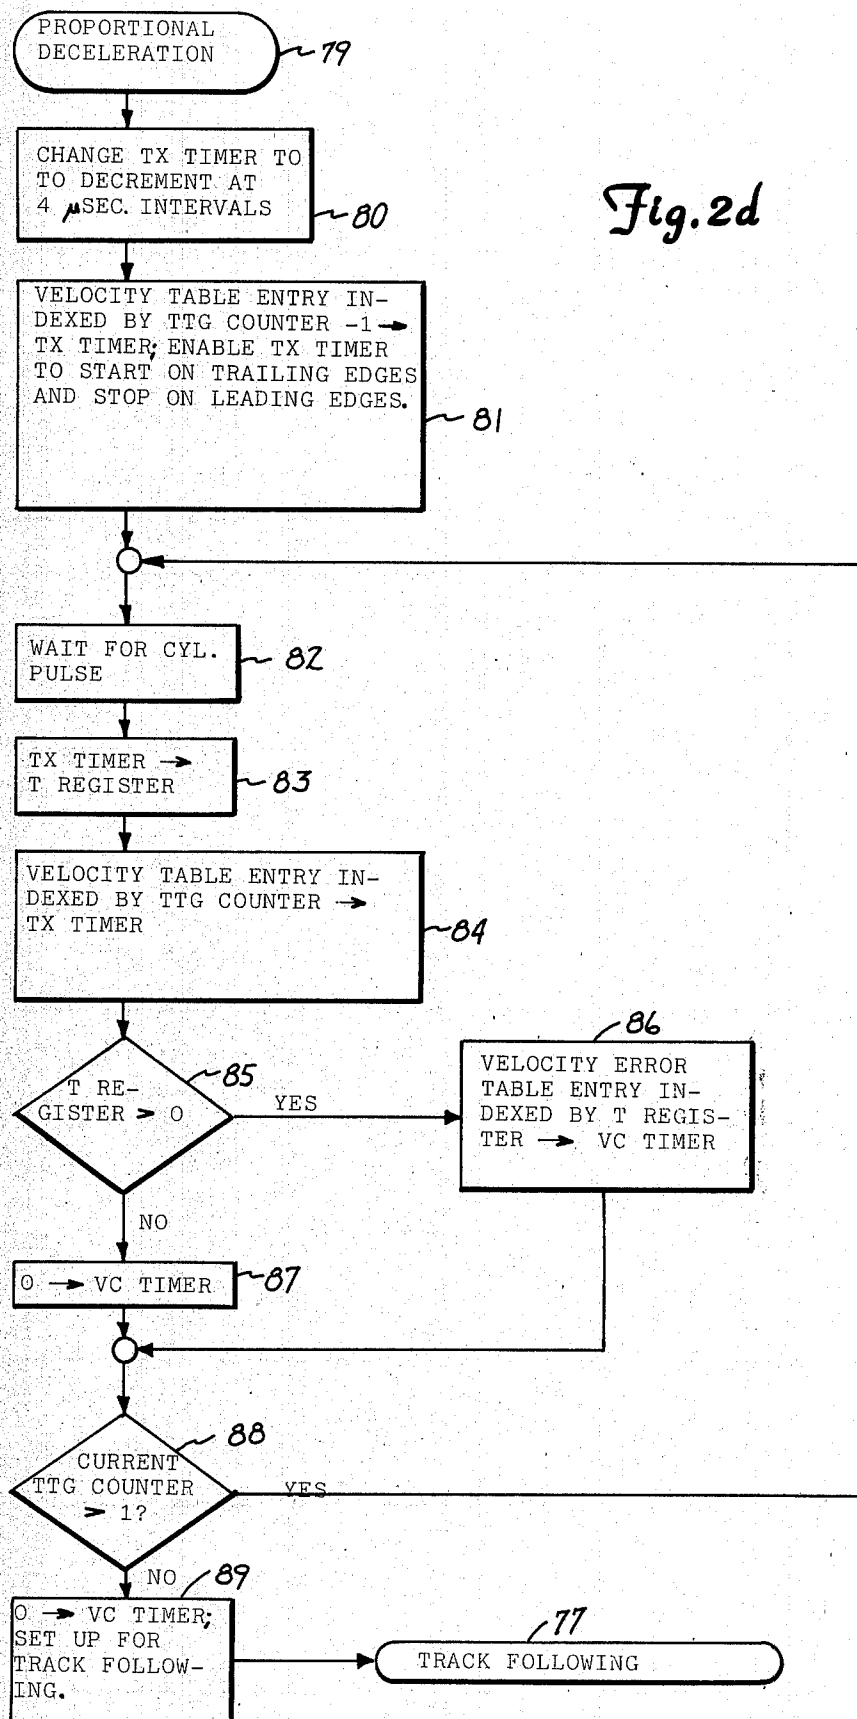 PROPORTIONAL
DECELERATION
79
CHANGE TX TIMER TO
TO DECREMENT AT
4 μSEC. INTERVALS
80
Fig.2d
VELOCITY TABLE ENTRY IN-
DEXED BY TTG COUNTER -1→
TX TIMER; ENABLE TX TIMER
TO START ON TRAILING EDGES
AND STOP ON LEADING EDGES.
81
WAIT FOR CYL.
PULSE
82
TX TIMER →
T REGISTER
83
VELOCITY TABLE ENTRY IN-
DEXED BY TTG COUNTER →
TX TIMER
84
T RE-
GISTER > 0
85
YES
86
VELOCITY ERROR
TABLE ENTRY IN-
DEXED BY T REGIS-
TER → VC TIMER
NO
0 → VC TIMER
87
CURRENT
TTG COUNTER
> 1?
88
YES
NO
89
0 → VC TIMER;
SET UP FOR
TRACK FOLLOW-
ING.
77
TRACK FOLLOWING